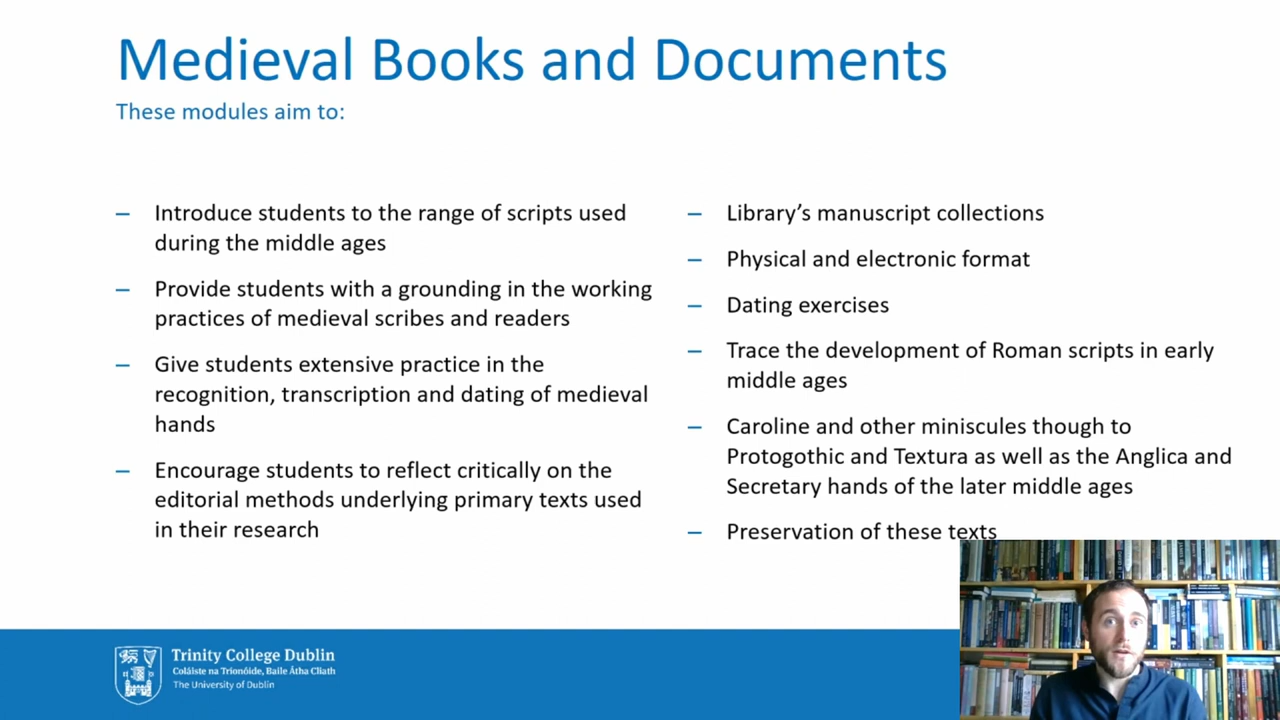 Medieval Books and Documents
These modules aim to:
– Introduce students to the range of scripts used
during the middle ages
– Provide students with a grounding in the working
practices of medieval scribes and readers
– Give students extensive practice in the
recognition, transcription and dating of medieval
hands
– Encourage students to reflect critically on the
editorial methods underlying primary texts used
in their research
– Library’s manuscript collections
– Physical and electronic format
– Dating exercises
– Trace the development of Roman scripts in early
middle ages
– Caroline and other miniscules though to
Protogothic and Textura as well as the Anglica and
Secretary hands of the later middle ages
– Preservation of these texts
Trinity College Dublin
Coláiste na Tríonóide, Baile Átha Cliath
The University of Dublin